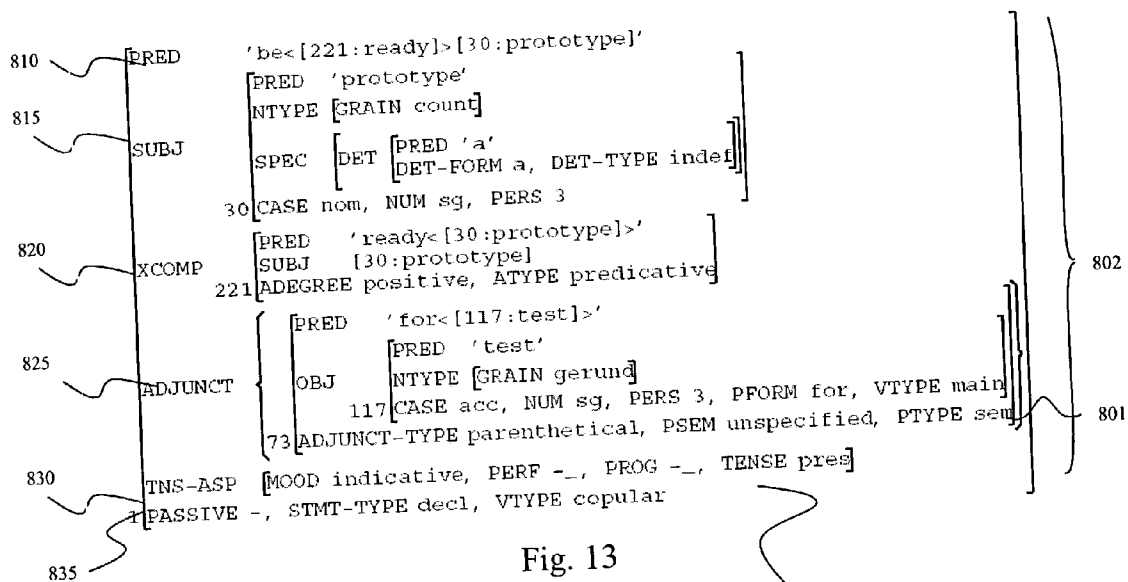 810 PRED 'be<[221:ready]>[30:prototype]'
PRED 'prototype'
NTYPE [GRAIN count]
815 SUBJ
SPEC [DET [PRED 'a'
DET-FORM a, DET-TYPE indef]]
30 CASE nom, NUM sg, PERS 3
820 PRED 'ready<[30:prototype]>'
XCOMP SUBJ [30:prototype]
221 ADEGREE positive, ATYPE predicative
802
PRED 'for<[117:test]>'
PRED 'test'
825 ADJUNCT OBJ NTYPE [GRAIN gerund]
117 CASE acc, NUM sg, PERS 3, PFORM for, VTYPE main
73 ADJUNCT-TYPE parenthetical, PSEM unspecified, PTYPE sem
801
830 TNS-ASP [MOOD indicative, PERF -_, PROG -_, TENSE pres]
1 PASSIVE -, STMT-TYPE decl, VTYPE copular
835
Fig. 13